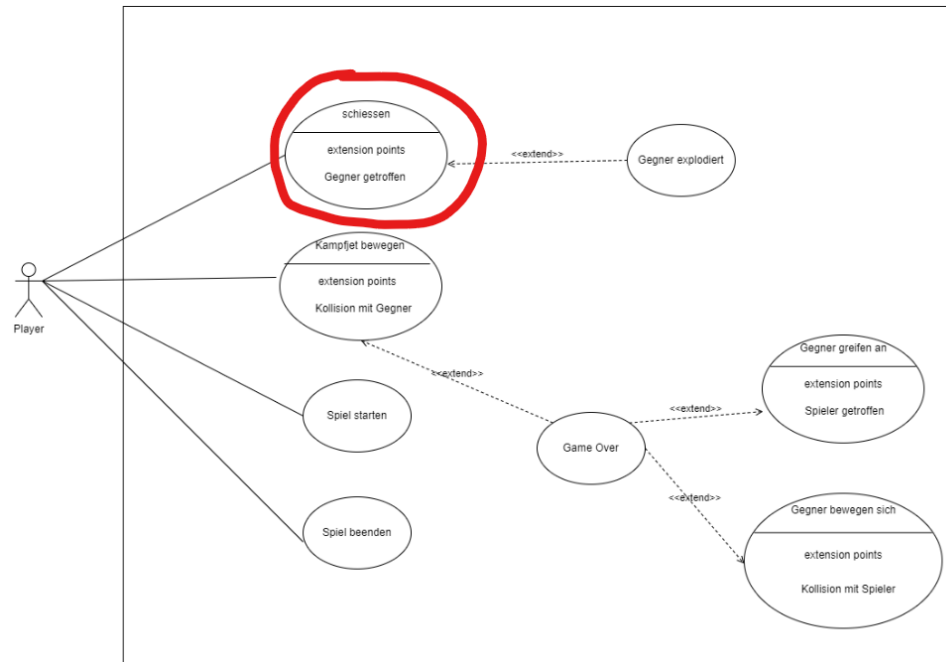 schiessen
extension points
Gegner getroffen
<<extend>>
Gegner explodiert
Kampfjet bewegen
extension points
Kollision mit Gegner
Player
<<extend>>
Gegner greifen an
extension points
Spieler getroffen
<<extend>>
Spiel starten
Game Over
<<extend>>
Gegner bewegen sich
extension points
Kollision mit Spieler
Spiel beenden